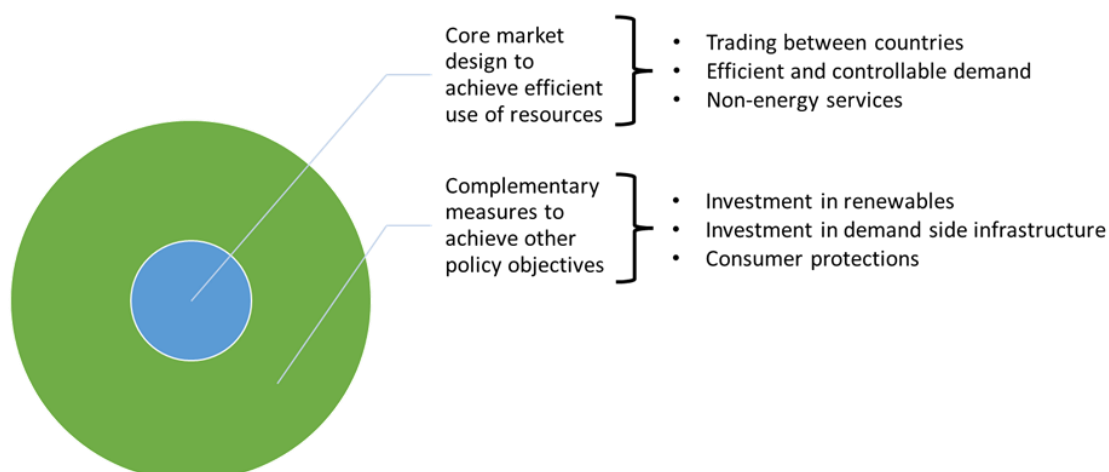 Core market
design to
achieve efficient
use of resources
• Trading between countries
• Efficient and controllable demand
• Non-energy services
Complementary
measures to
achieve other
policy objectives
• Investment in renewables
• Investment in demand side infrastructure
• Consumer protections